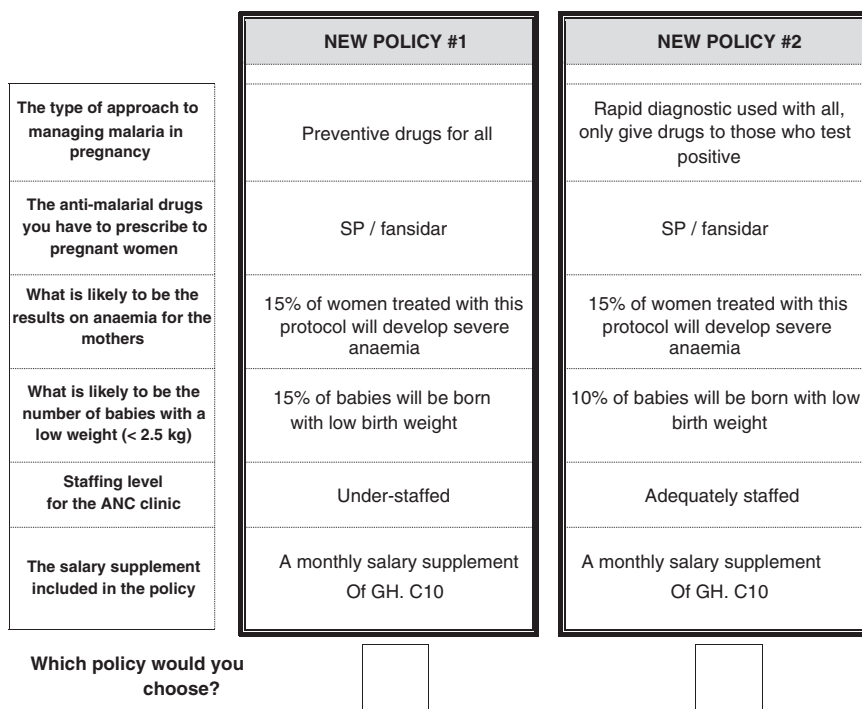 NEW POLICY #1
NEW POLICY #2
The type of approach to
managing malaria in
pregnancy
Preventive drugs for all
Rapid diagnostic used with all,
only give drugs to those who test
positive
The anti-malarial drugs
you have to prescribe to
pregnant women
SP / fansidar
SP / fansidar
What is likely to be the
results on anaemia for the
mothers
15% of women treated with this
protocol will develop severe
anaemia
15% of women treated with this
protocol will develop severe
anaemia
What is likely to be the
number of babies with a
low weight (< 2.5 kg)
15% of babies will be born
with low birth weight
10% of babies will be born with low
birth weight
Staffing level
for the ANC clinic
Under-staffed
Adequately staffed
The salary supplement
included in the policy
A monthly salary supplement
Of GH. C10
A monthly salary supplement
Of GH. C10
Which policy would you
choose?